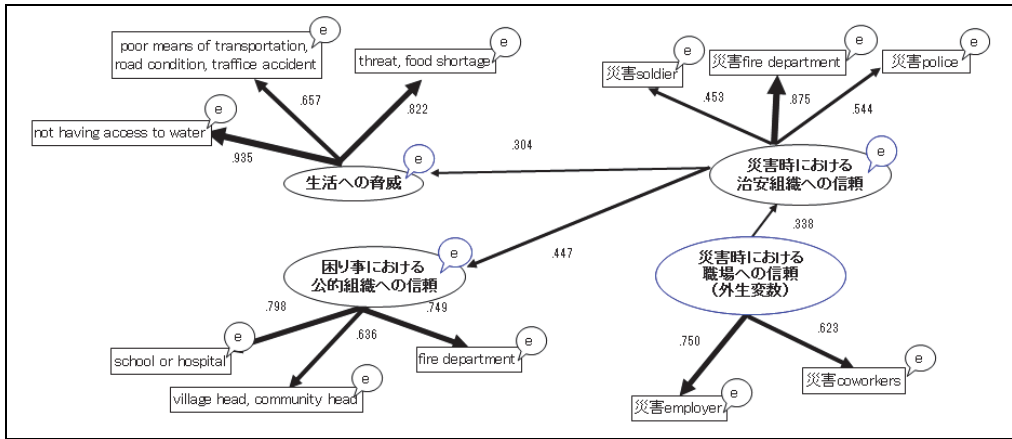 e
poor means of transportation,
road condition, traffice accident
e
threat, food shortage
e
not having access to water
.657
.822
.935
e
生活への脅威
e
災害soldier
e
災害fire department
e
災害police
.453
.875
.544
e
災害時における
治安組織への信頼
.304
.447
.338
災害時における
職場への信頼
(外生変数)
.750
.623
e
災害coworkers
災害employer
e
e
困り事における
公的組織への信頼
.798
.636
.749
e
school or hospital
e
fire department
e
village head, community head